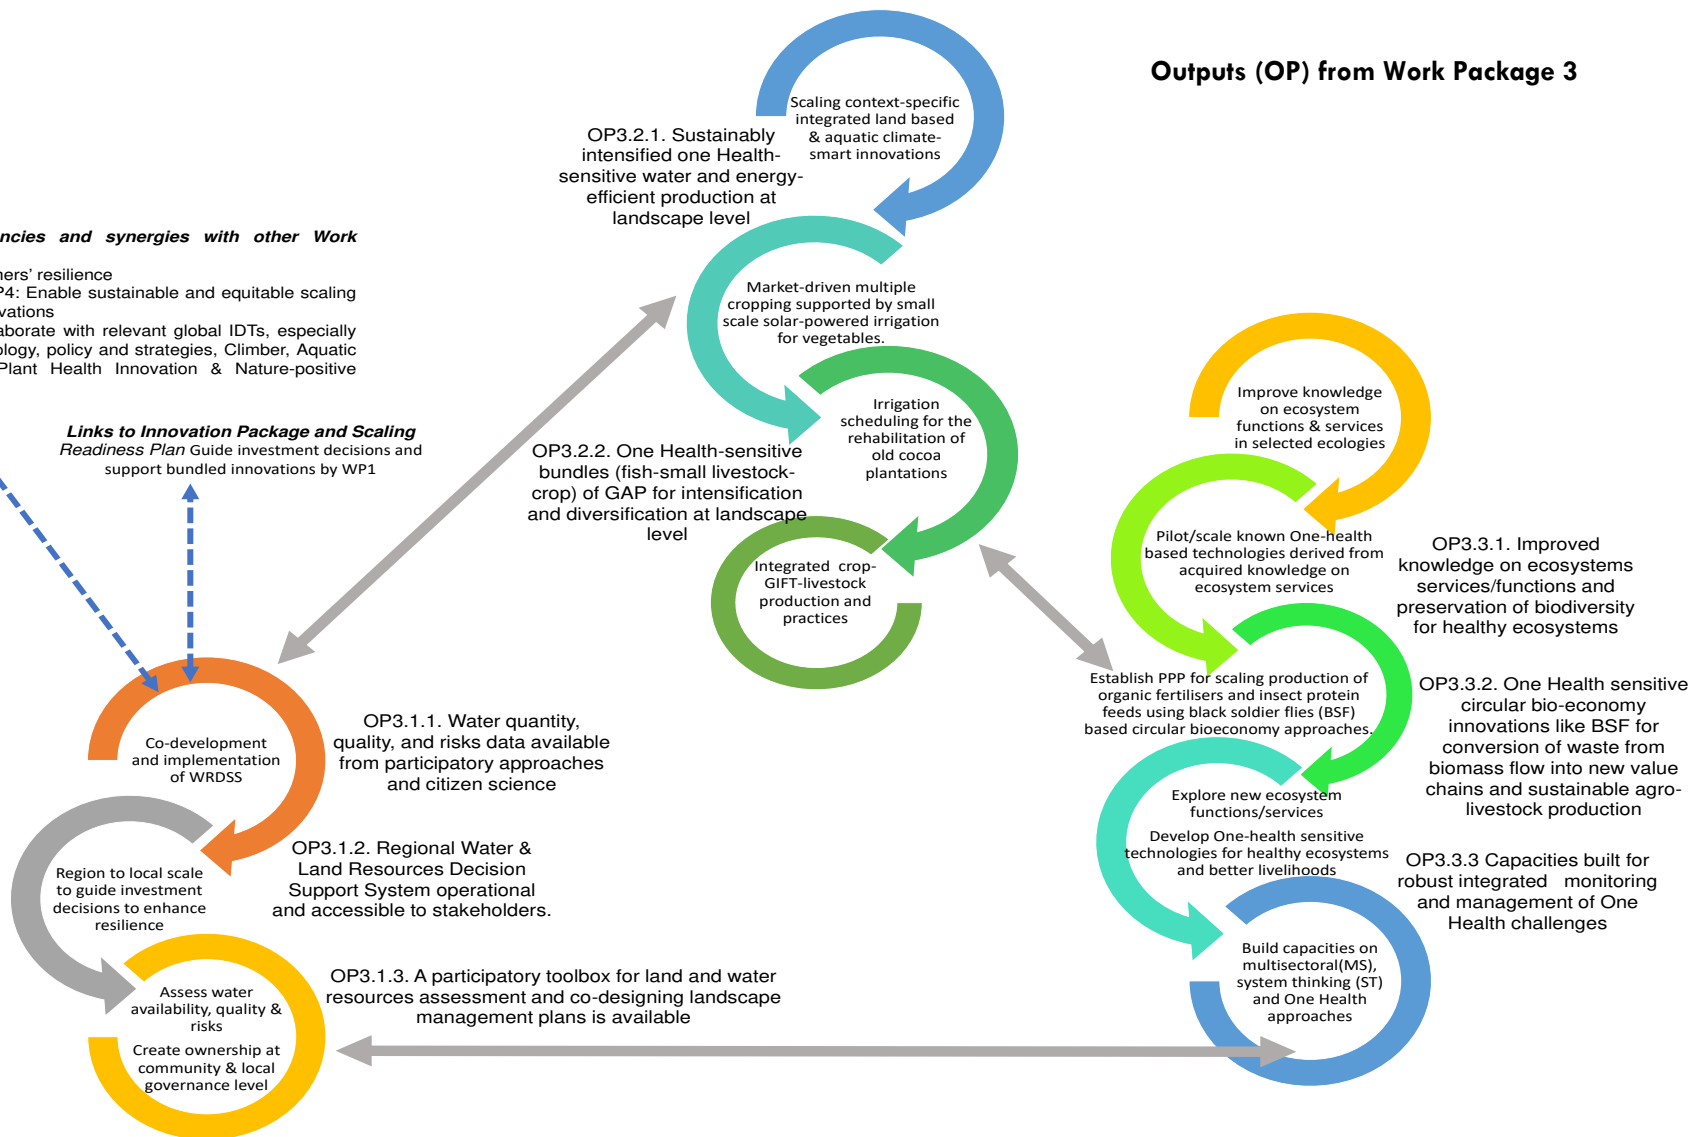 Outputs (OP) from Work Package 3
Scaling context-specific
integrated land based
& aquatic climate-
smart innovations
OP3.2.1. Sustainably
intensified one Health-
sensitive water and energy-
efficient production at
landscape level
Market-driven multiple
cropping supported by small
scale solar-powered irrigation
for vegetables.
Irrigation
scheduling for the
rehabilitation of
old cocoa
plantations
OP3.2.2. One Health-sensitive
bundles (fish-small livestock-
crop) of GAP for intensification
and diversification at landscape
level
Integrated crop-
GIFT-livestock
production and
practices
ncies and synergies with other Work
ners' resilience
P4: Enable sustainable and equitable scaling
vations
aborate with relevant global IDTs, especially
ology, policy and strategies, Climber, Aquatic
Plant Health Innovation & Nature-positive
Links to Innovation Package and Scaling
Readiness Plan Guide investment decisions and
support bundled innovations by WP1
Co-development
and implementation
of WRDSS
OP3.1.1. Water quantity,
quality, and risks data available
from participatory approaches
and citizen science
Region to local scale
to guide investment
decisions to enhance
resilience
OP3.1.2. Regional Water &
Land Resources Decision
Support System operational
and accessible to stakeholders.
Assess water
availability, quality &
risks
Create ownership at
community & local
governance level
OP3.1.3. A participatory toolbox for land and water
resources assessment and co-designing landscape
management plans is available
Improve knowledge
on ecosystem
functions & services
in selected ecologies
Pilot/scale known One-health
based technologies derived from
acquired knowledge on
ecosystem services
OP3.3.1. Improved
knowledge on ecosystems
services/functions and
preservation of biodiversity
for healthy ecosystems
Establish PPP for scaling production of
organic fertilisers and insect protein
feeds using black soldier flies (BSF)
based circular bioeconomy approaches.
OP3.3.2. One Health sensitive
circular bio-economy
innovations like BSF for
conversion of waste from
biomass flow into new value
chains and sustainable agro-
livestock production
Explore new ecosystem
functions/services
Develop One-health sensitive
technologies for healthy ecosystems
and better livelihoods
OP3.3.3 Capacities built for
robust integrated monitoring
and management of One
Health challenges
Build capacities on
multisectoral(MS),
system thinking (ST)
and One Health
approaches